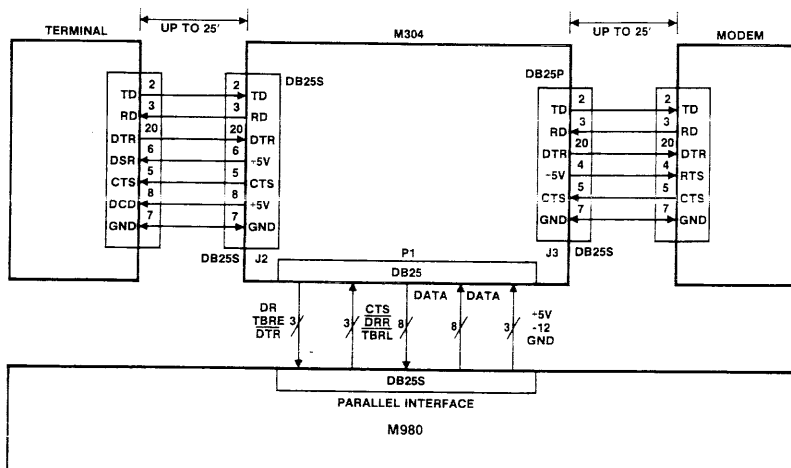 UP TO 25'
UP TO 25'
TERMINAL
M304
MODEM
DB25S
DB25P
2 2
TD TD
3 3
RD RD
20 20
DTR DTR
6 6
DSR +5V
5 5
CTS CTS
8 8
DCD +5V
7 7
GND GND
DB25S
J2
2 2
TD TD
3 3
RD RD
20 20
DTR DTR
4 4
+5V RTS
5 5
CTS CTS
7 7
GND GND
J3
DB25S
P1
DB25
DR
TBRE
DTR
3
3
CTS
DRR
TBRL
8
DATA
8
DATA
3
+5V
-12
GND
DB25S
PARALLEL INTERFACE
M980